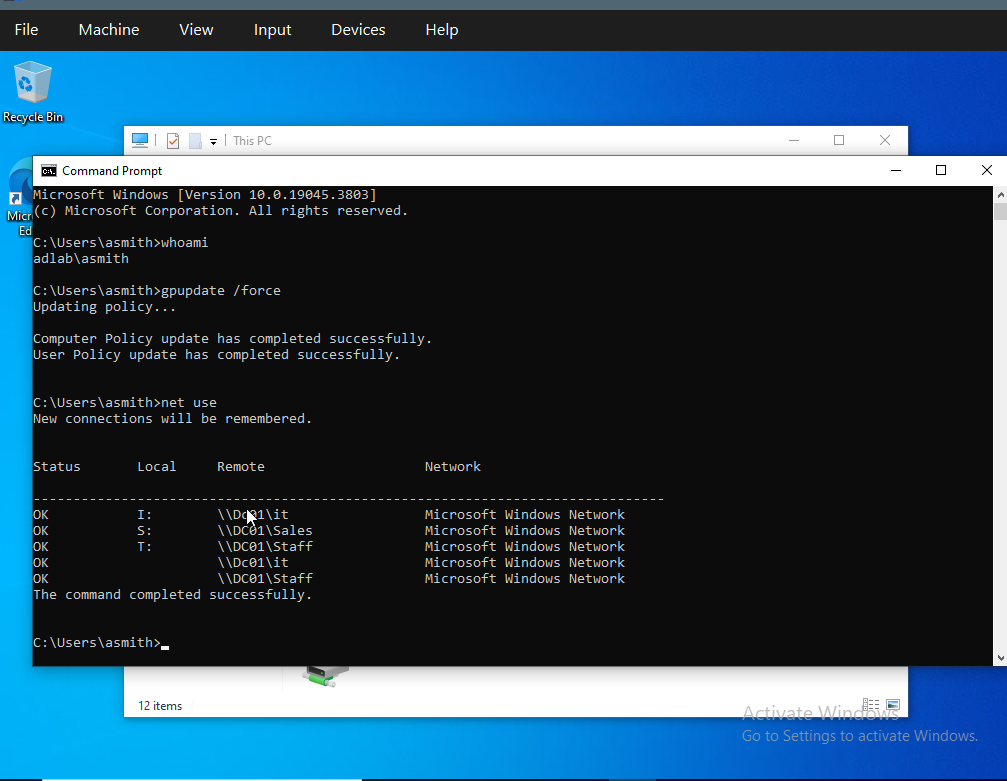 File Machine View Input Devices Help
Recycle Bin
This PC
Command Prompt
Micr
Ed
Microsoft Windows [Version 10.0.19045.3803]
(c) Microsoft Corporation. All rights reserved.
C:\Users\asmith>whoami
adlab\asmith
C:\Users\asmith>gpupdate /force
Updating policy...
Computer Policy update has completed successfully.
User Policy update has completed successfully.
C:\Users\asmith>net use
New connections will be remembered.
Status Local Remote Network
-------------------------------------------------------------------------------
OK I: \\Dc01\it Microsoft Windows Network
OK S: \\DC01\Sales Microsoft Windows Network
OK T: \\DC01\Staff Microsoft Windows Network
OK \\Dc01\it Microsoft Windows Network
OK \\DC01\Staff Microsoft Windows Network
The command completed successfully.
C:\Users\asmith>
12 items
Activate Windows
Go to Settings to activate Windows.